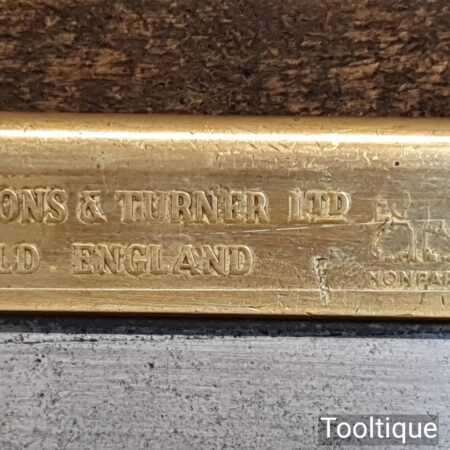 ONS & TURNER LTD
LD ENGLAND
NONPAR
Tooltique